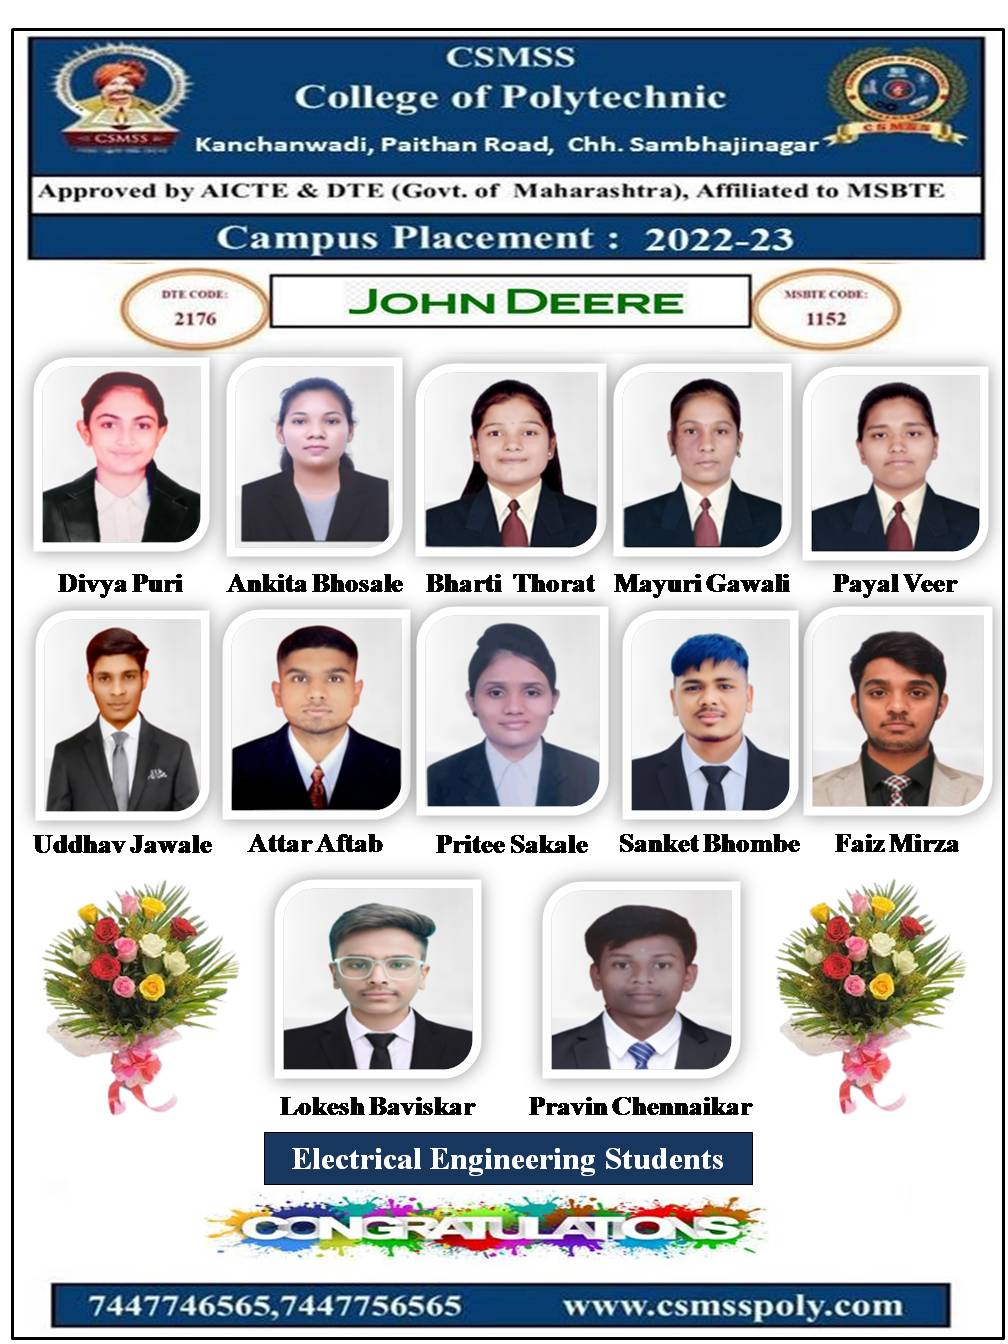 CSMSS
College of Polytechnic
Kanchanwadi, Paithan Road, Chh. Sambhajinagar
CSMSS
CSMSS
Approved by AICTE & DTE (Govt. of Maharashtra), Affiliated to MSBTE
Campus Placement : 2022-23
DTE CODE:
2176
JOHN DEERE
MSBTE CODE:
1152
Divya Puri Ankita Bhosale Bharti Thorat Mayuri Gawali Payal Veer
Uddhav Jawale Attar Aftab Pritee Sakale Sanket Bhombe Faiz Mirza
Lokesh Baviskar Pravin Chennaikar
Electrical Engineering Students
CONGRATULATIONS
7447746565,7447756565 www.csmsspoly.com